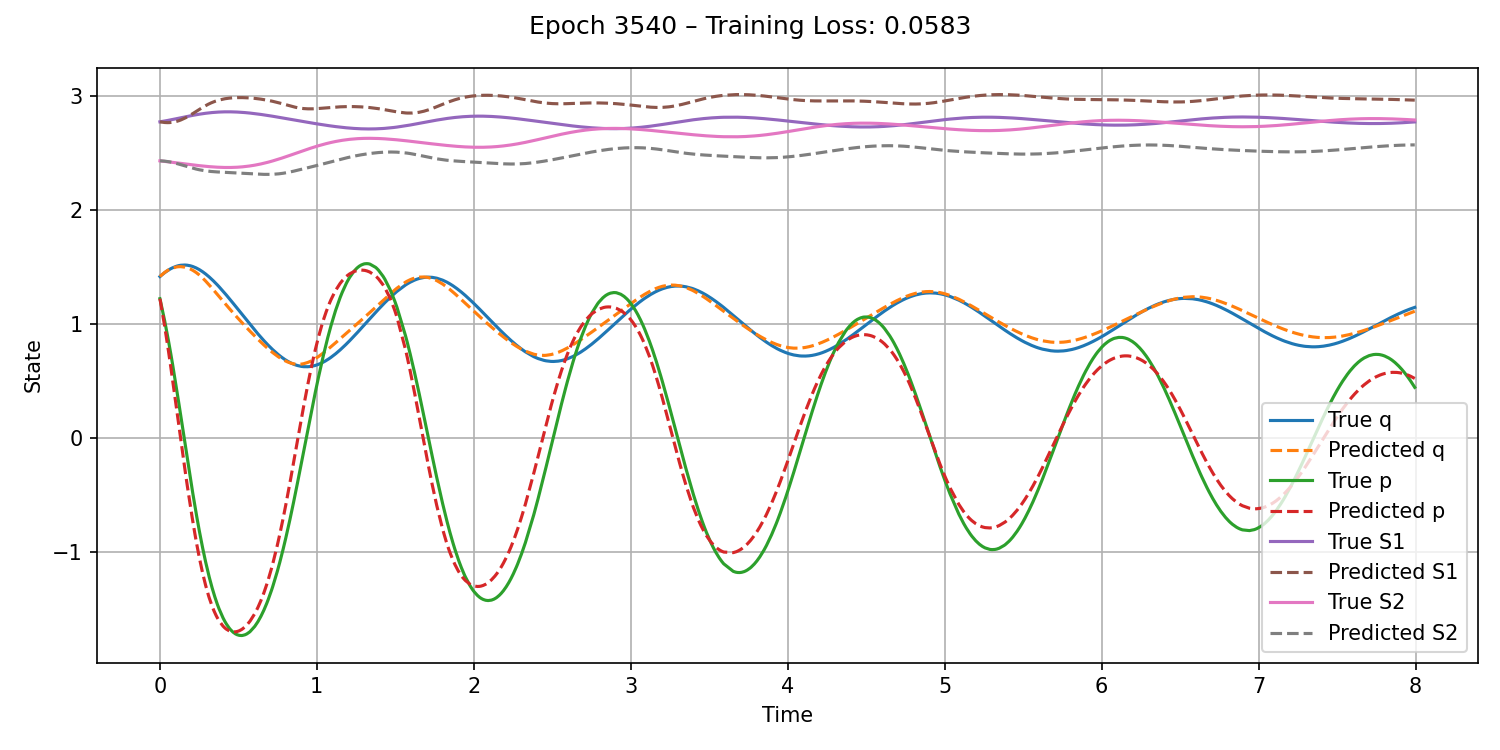 Epoch 3540 – Training Loss: 0.0583
3
2
1
0
−1
State
0 1 2 3 4 5 6 7 8
Time
True q
Predicted q
True p
Predicted p
True S1
Predicted S1
True S2
Predicted S2